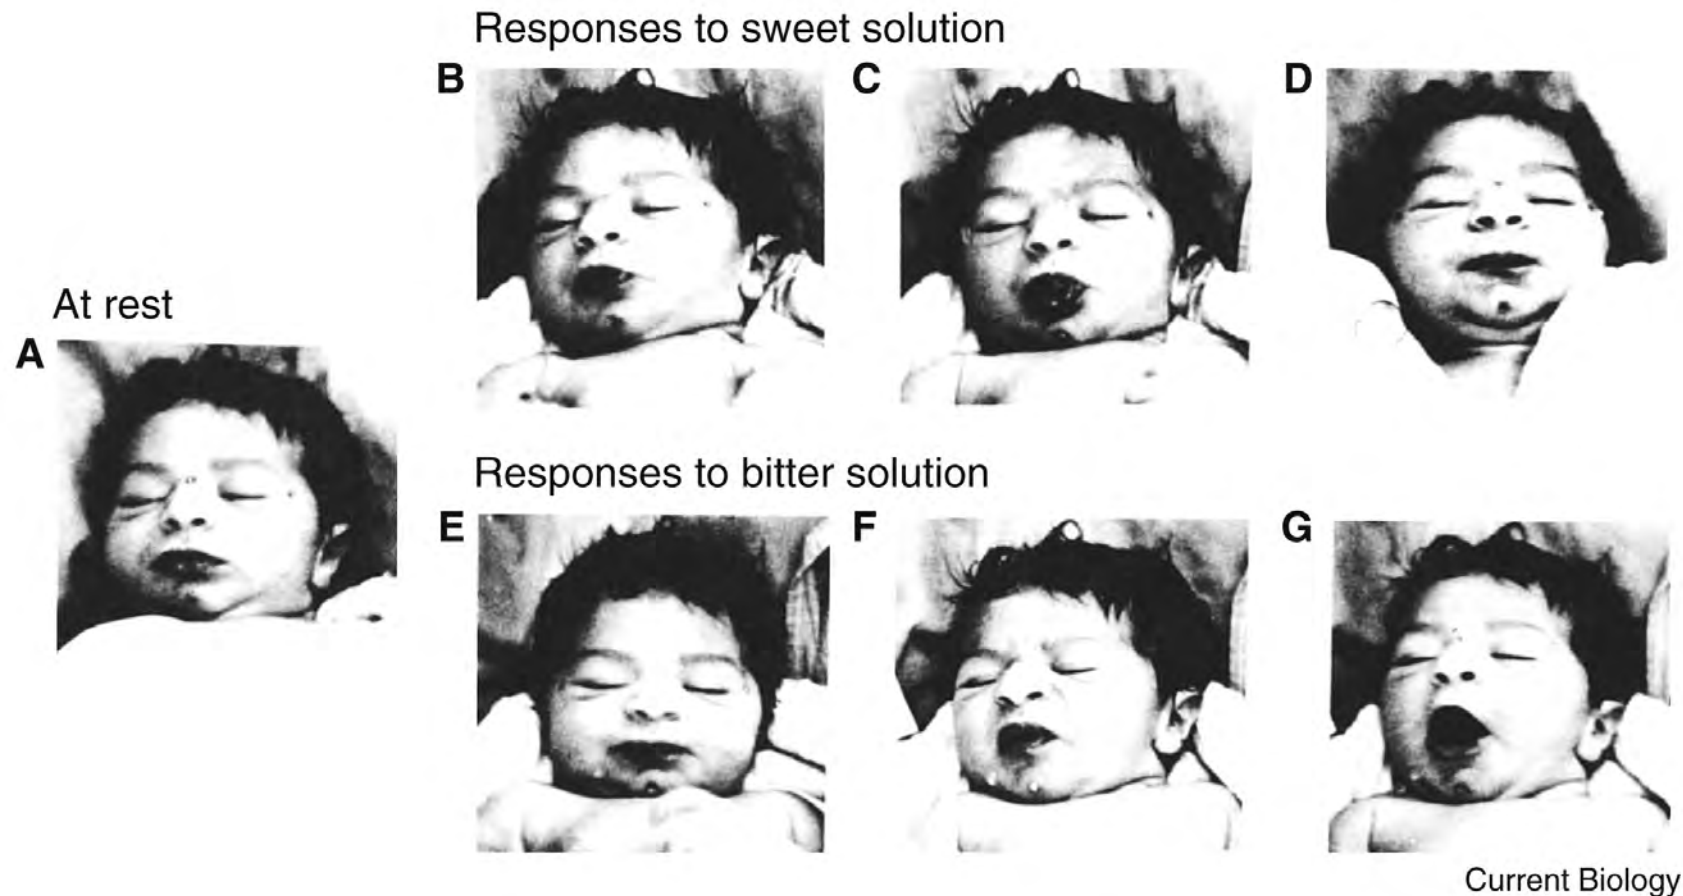 Responses to sweet solution
B
C
D
At rest
A
Responses to bitter solution
E
F
G
Current Biology